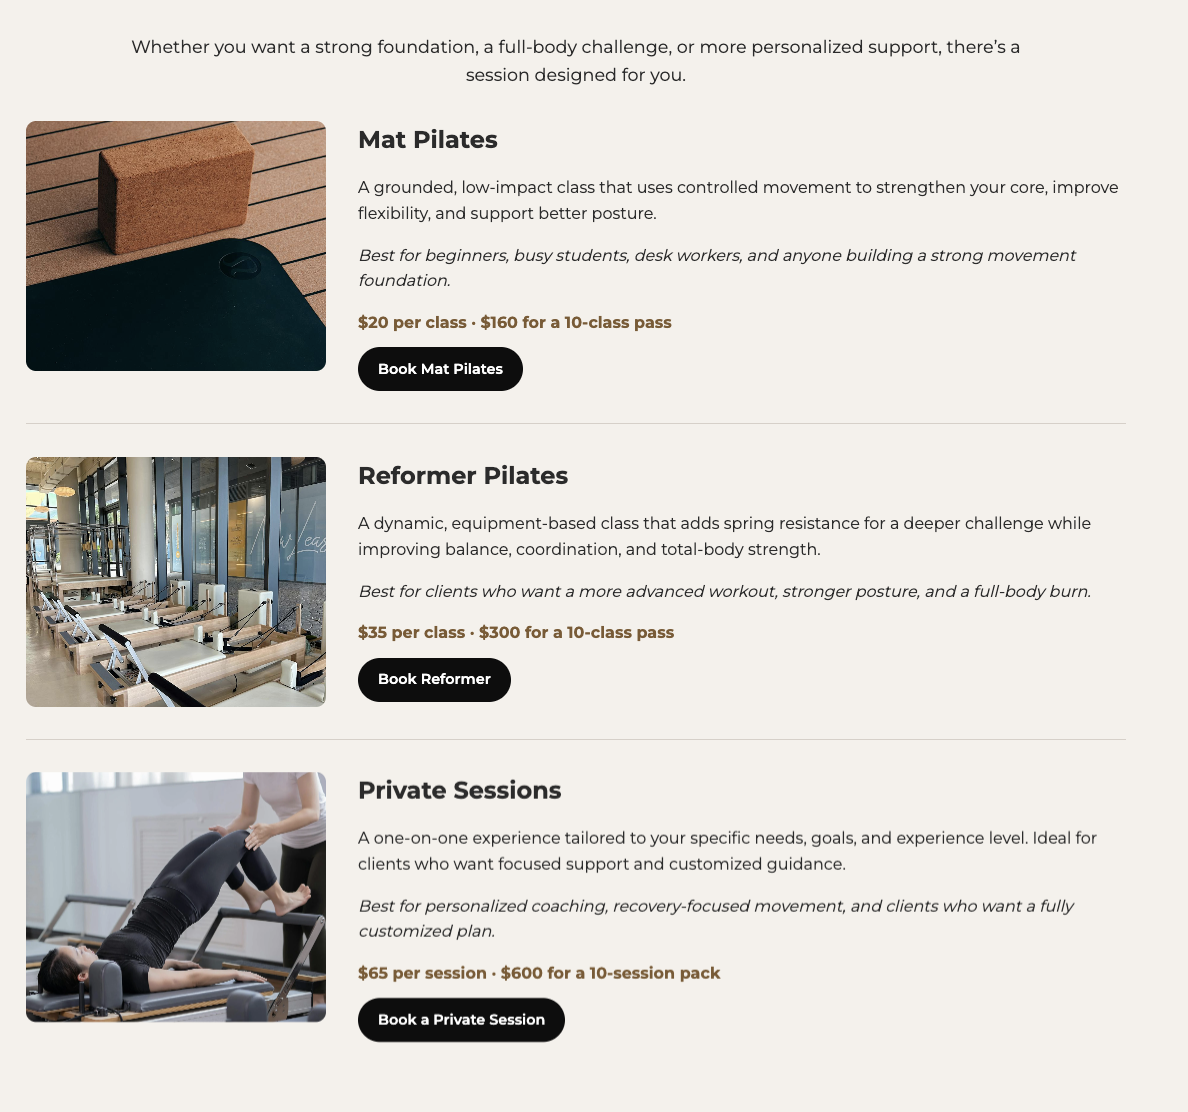 Whether you want a strong foundation, a full-body challenge, or more personalized support, there’s a
session designed for you.
Mat Pilates
A grounded, low-impact class that uses controlled movement to strengthen your core, improve
flexibility, and support better posture.
Best for beginners, busy students, desk workers, and anyone building a strong movement
foundation.
$20 per class · $160 for a 10-class pass
Book Mat Pilates
Reformer Pilates
A dynamic, equipment-based class that adds spring resistance for a deeper challenge while
improving balance, coordination, and total-body strength.
Best for clients who want a more advanced workout, stronger posture, and a full-body burn.
$35 per class · $300 for a 10-class pass
Book Reformer
Private Sessions
A one-on-one experience tailored to your specific needs, goals, and experience level. Ideal for
clients who want focused support and customized guidance.
Best for personalized coaching, recovery-focused movement, and clients who want a fully
customized plan.
$65 per session · $600 for a 10-session pack
Book a Private Session